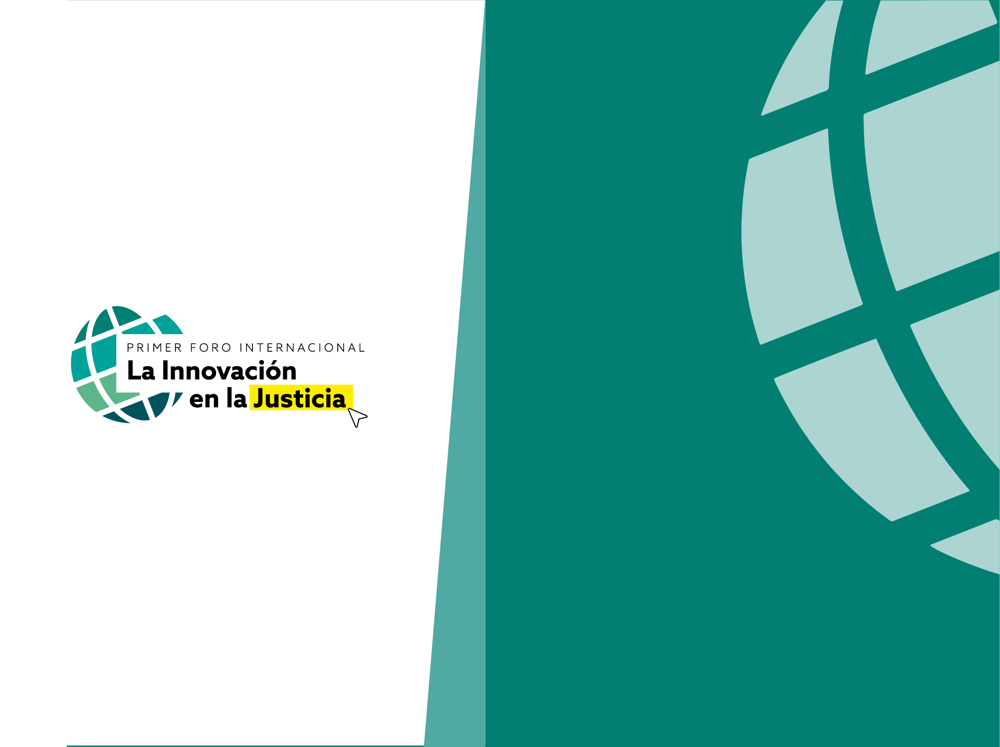 PRIMER FORO INTERNACIONAL
La Innovación
en la Justicia